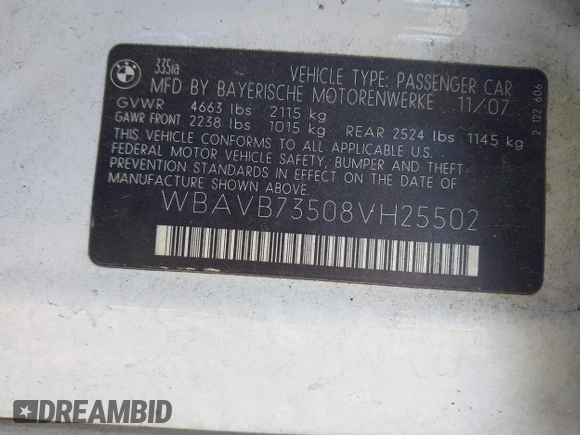 BMW
335ia
VEHICLE TYPE: PASSENGER CAR
MFD BY BAYERISCHE MOTORENWERKE 11/07
GVWR 4663 lbs 2115 kg
GAWR FRONT 2238 lbs 1015 kg REAR 2524 lbs 1145 kg
THIS VEHICLE CONFORMS TO ALL APPLICABLE U.S.
FEDERAL MOTOR VEHICLE SAFETY, BUMPER AND THEFT
PREVENTION STANDARDS IN EFFECT ON THE DATE OF
MANUFACTURE SHOWN ABOVE.
WBAVB73508VH25502
2 122 606
DREAMBID